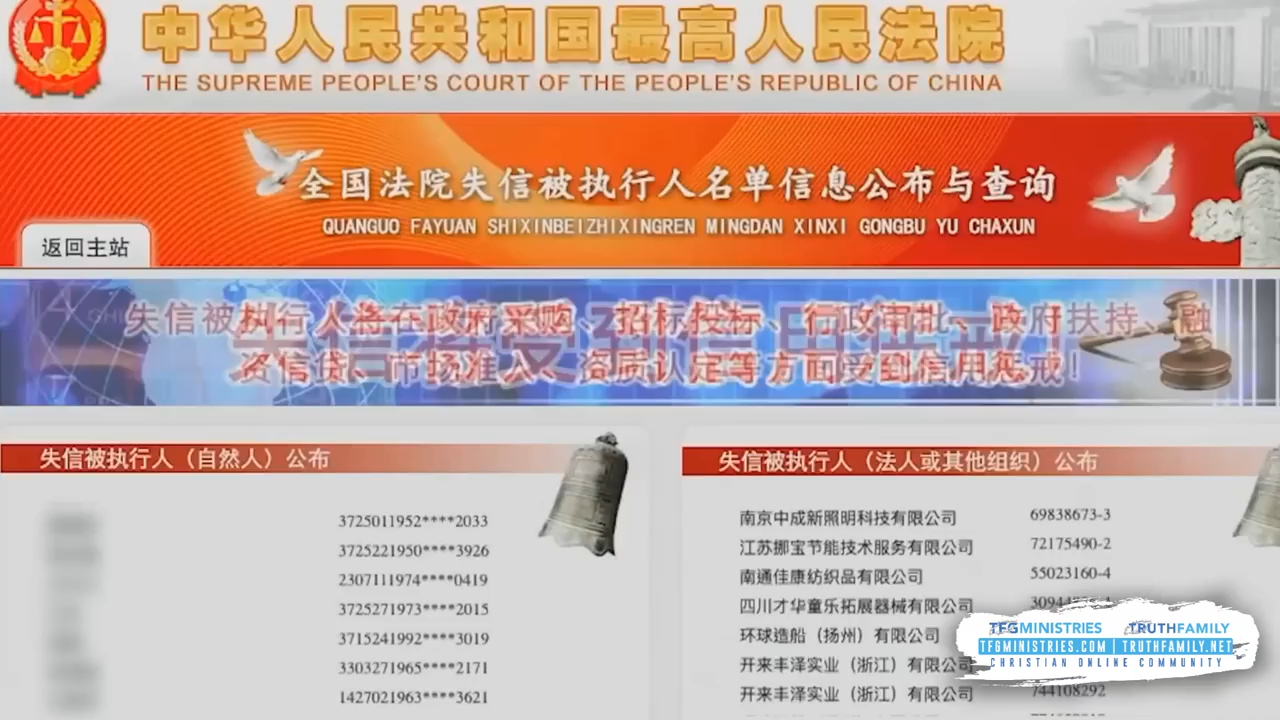 中华人民共和国最高人民法院
THE SUPREME PEOPLE'S COURT OF THE PEOPLE'S REPUBLIC OF CHINA
全国法院失信被执行人名单信息公布与查询
QUANGUO FAYUAN SHIXINBEIZHIXINGREN MINGDAN XINXI GONGBU YU CHAXUN
返回主站
失信被执行人将在政府采购、招标投标、行政审批、政府扶持、融
资信贷、市场准入、资质认定等方面受到信用惩戒!
失信被执行人（自然人）公布
3725011952****2033
3725221950****3926
2307111974****0419
3725271973****2015
3715241992****3019
3303271965****2171
1427021963****3621
失信被执行人（法人或其他组织）公布
南京中成新照明科技有限公司 69838673-3
江苏挪宝节能技术服务有限公司 72175490-2
南通佳康纺织品有限公司 55023160-4
四川才华童乐拓展器械有限公司
环球造船（扬州）有限公司
开来丰泽实业（浙江）有限公司
开来丰泽实业（浙江）有限公司 744108292
TFGMINISTRIES TRUTHFAMILY
TFGMINISTRIES.COM | TRUTHFAMILY.NET
CHRISTIAN ONLINE COMMUNITY